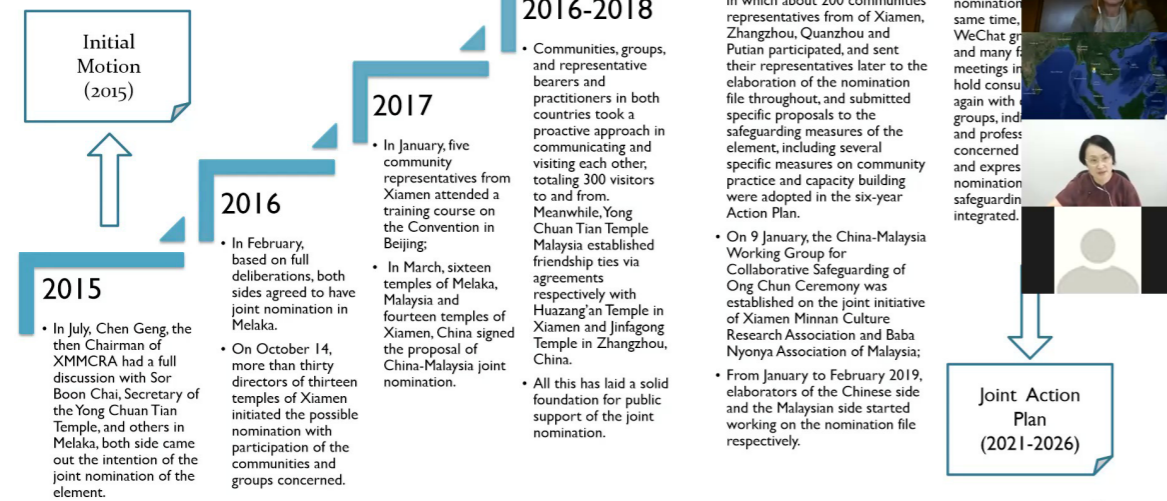 Initial
Motion
(2015)
2015
• In July, Chen Geng, the
then Chairman of
XMMCRA had a full
discussion with Sor
Boon Chai, Secretary of
the Yong Chuan Tian
Temple, and others in
Melaka, both side came
out the intention of the
joint nomination of the
element.
2016
• In February,
based on full
deliberations, both
sides agreed to have
joint nomination in
Melaka.
• On October 14,
more than thirty
directors of thirteen
temples of Xiamen
initiated the possible
nomination with
participation of the
communities and
groups concerned.
2017
• In January, five
community
representatives from
Xiamen attended a
training course on
the Convention in
Beijing;
• In March, sixteen
temples of Melaka,
Malaysia and
fourteen temples of
Xiamen, China signed
the proposal of
China-Malaysia joint
nomination.
2016-2018
• Communities, groups,
and representative
bearers and
practitioners in both
countries took a
proactive approach in
communicating and
visiting each other,
totaling 300 visitors
to and from.
Meanwhile, Yong
Chuan Tian Temple
Malaysia established
friendship ties via
agreements
respectively with
Huazang'an Temple in
Xiamen and Jinfagong
Temple in Zhangzhou,
China.
• All this has laid a solid
foundation for public
support of the joint
nomination.
in which about 200 communities
representatives from of Xiamen,
Zhangzhou, Quanzhou and
Putian participated, and sent
their representatives later to the
elaboration of the nomination
file throughout, and submitted
specific proposals to the
safeguarding measures of the
element, including several
specific measures on community
practice and capacity building
were adopted in the six-year
Action Plan.
• On 9 January, the China-Malaysia
Working Group for
Collaborative Safeguarding of
Ong Chun Ceremony was
established on the joint initiative
of Xiamen Minnan Culture
Research Association and Baba
Nyonya Association of Malaysia;
• From January to February 2019,
elaborators of the Chinese side
and the Malaysian side started
working on the nomination file
respectively.
nomination
same time,
WeChat gr
and many f
meetings in
hold consu
again with
groups, indi
and profess
concerned
and expres
nomination
safeguardin
integrated.
Joint Action
Plan
(2021-2026)